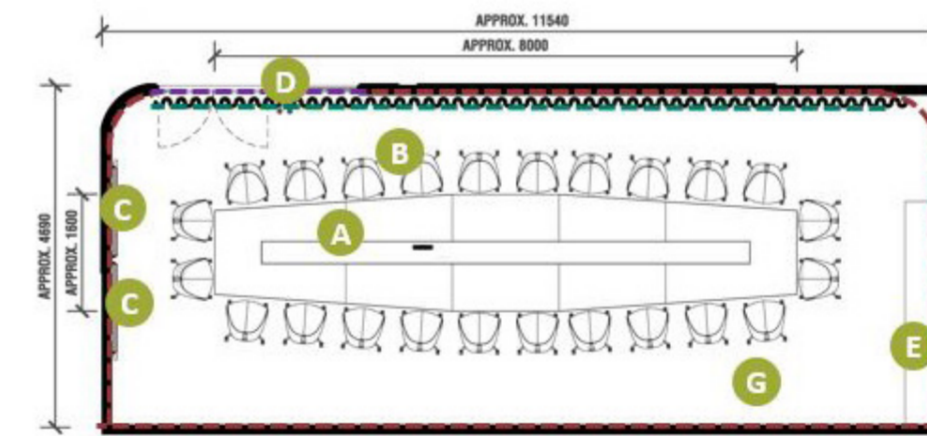 APPROX. 11540
APPROX. 8000
D
B
C
A
C
E
G
APPROX. 4690
APPROX. 1600